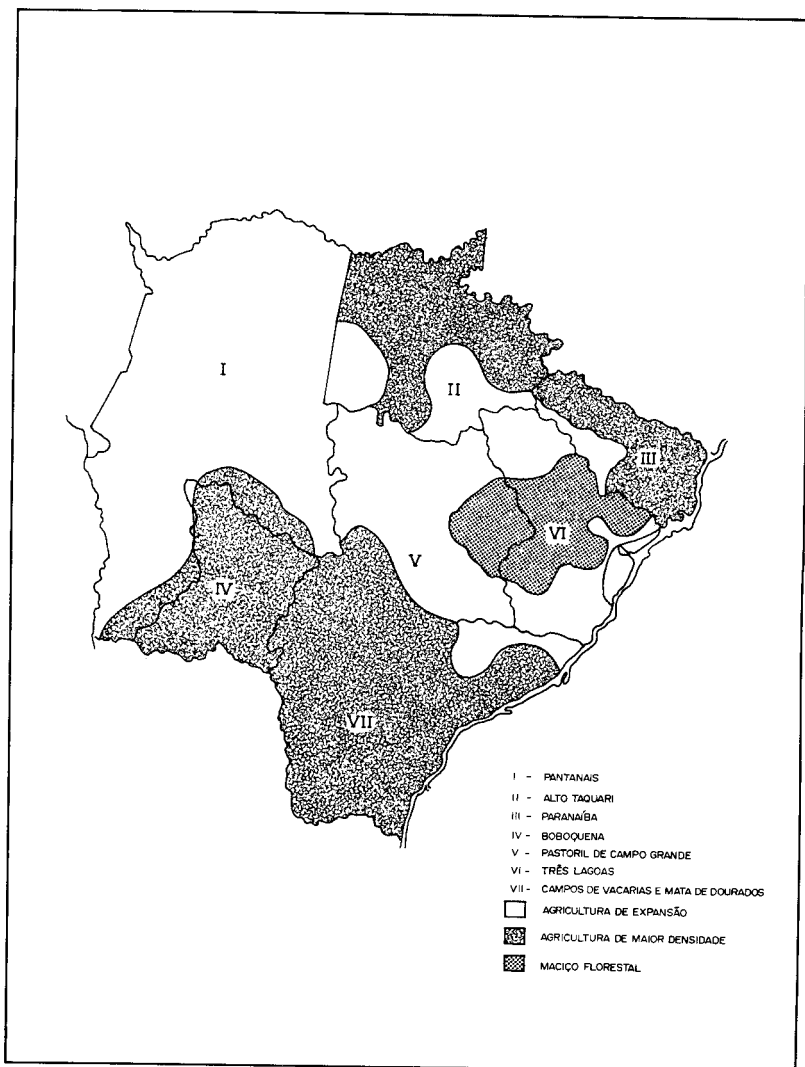 I
II
III
IV
V
VI
VII
I - PANTANAIS
II - ALTO TAQUARI
III - PARANAÍBA
IV - BOBOQUENA
V - PASTORIL DE CAMPO GRANDE
VI - TRÊS LAGOAS
VII - CAMPOS DE VACARIAS E MATA DE DOURADOS
AGRICULTURA DE EXPANSÃO
AGRICULTURA DE MAIOR DENSIDADE
MACIÇO FLORESTAL